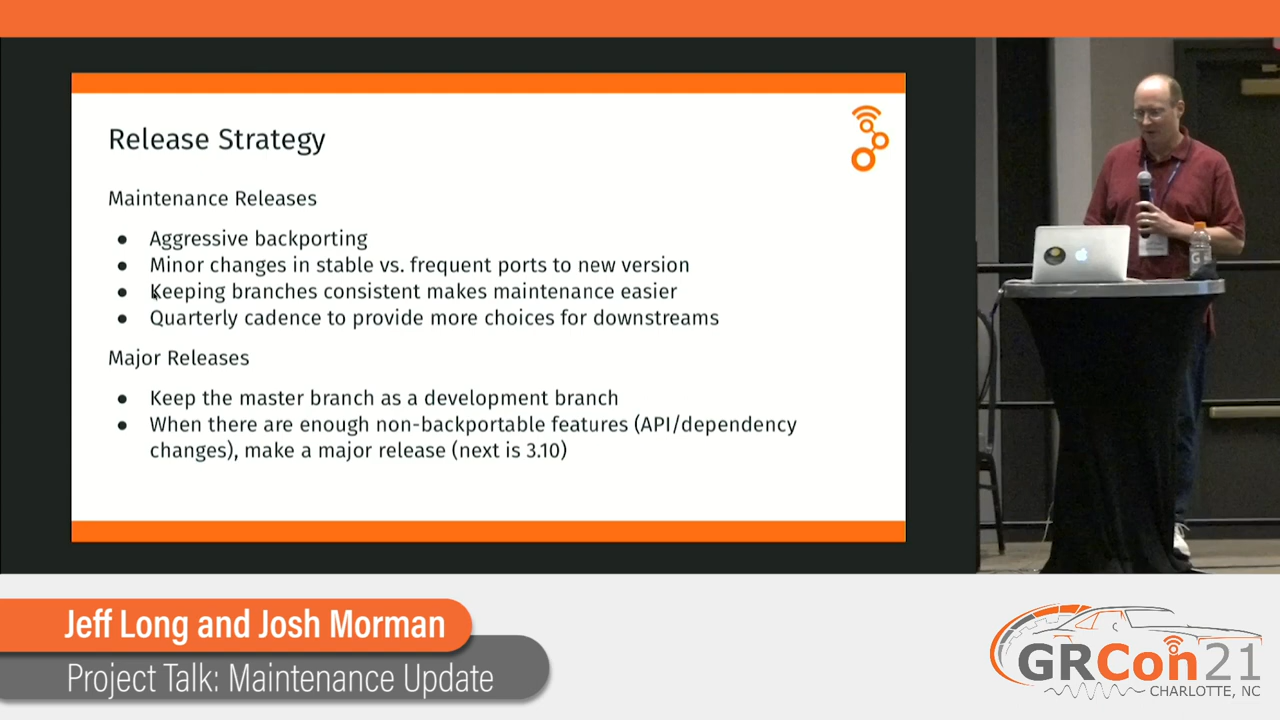 Release Strategy
Maintenance Releases
● Aggressive backporting
● Minor changes in stable vs. frequent ports to new version
● Keeping branches consistent makes maintenance easier
● Quarterly cadence to provide more choices for downstreams
Major Releases
● Keep the master branch as a development branch
● When there are enough non-backportable features (API/dependency
changes), make a major release (next is 3.10)
Jeff Long and Josh Morman
Project Talk: Maintenance Update
GRCon21
CHARLOTTE, NC